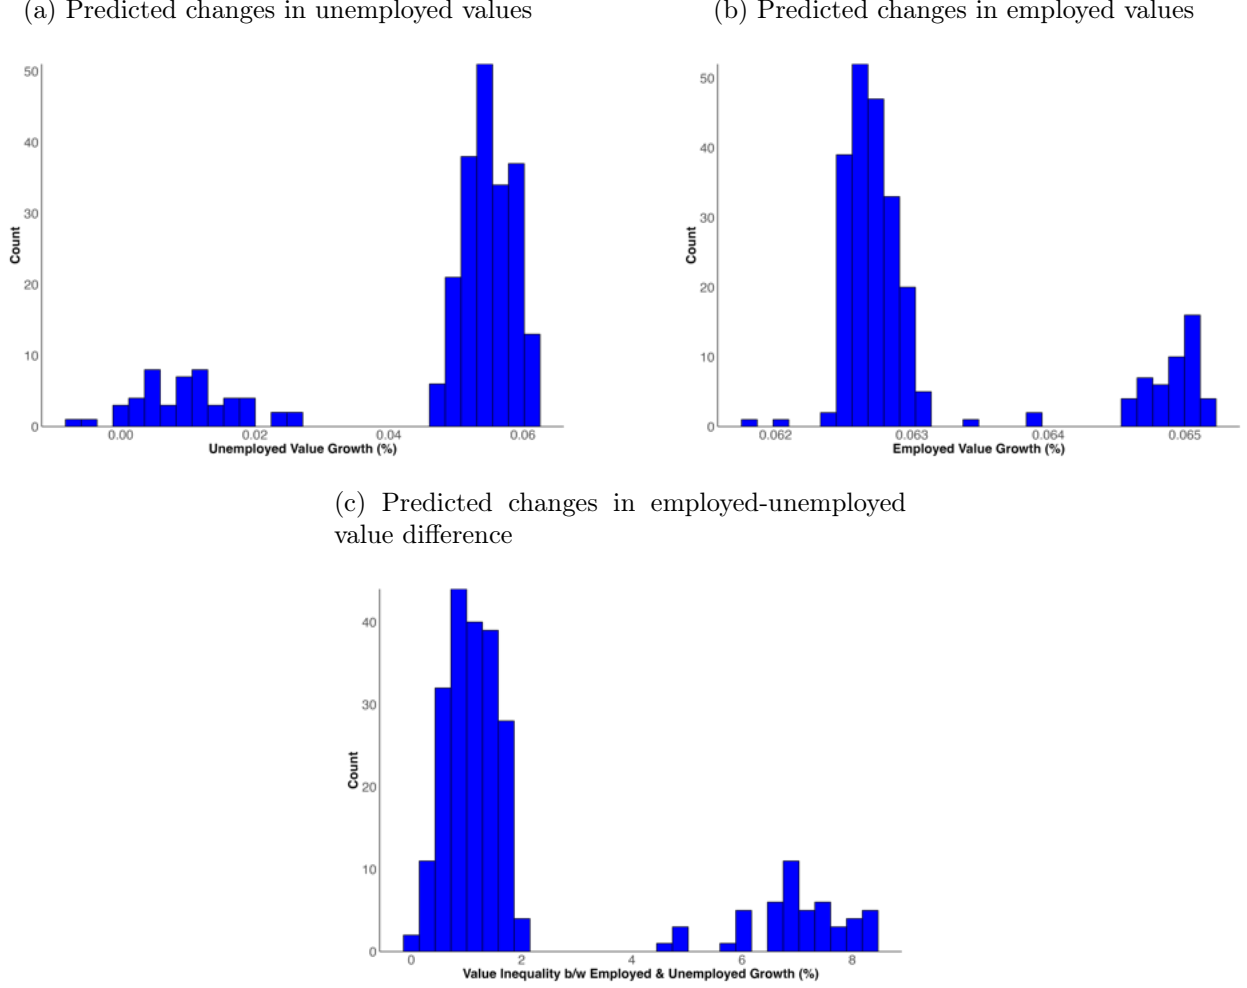 (a) Predicted changes in unemployed values
50
40
30
20
10
0
Count
0.00 0.02 0.04 0.06
Unemployed Value Growth (%)
(b) Predicted changes in employed values
50
40
30
20
10
0
Count
0.062 0.063 0.064 0.065
Employed Value Growth (%)
(c) Predicted changes in employed-unemployed
value difference
40
30
20
10
0
Count
0 2 4 6 8
Value Inequality b/w Employed & Unemployed Growth (%)